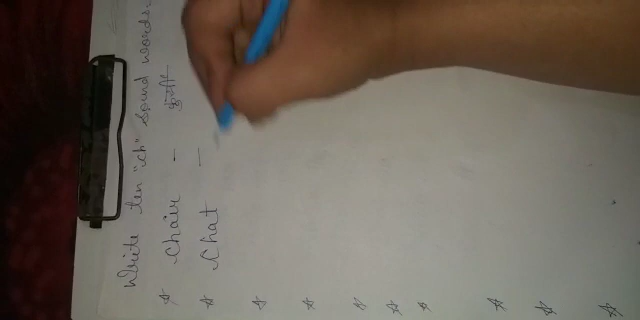 Write ten "ch" sound words.
☆ Chair - कुर्सी
☆ Chat -
☆
☆
☆
☆
☆
☆
☆
☆